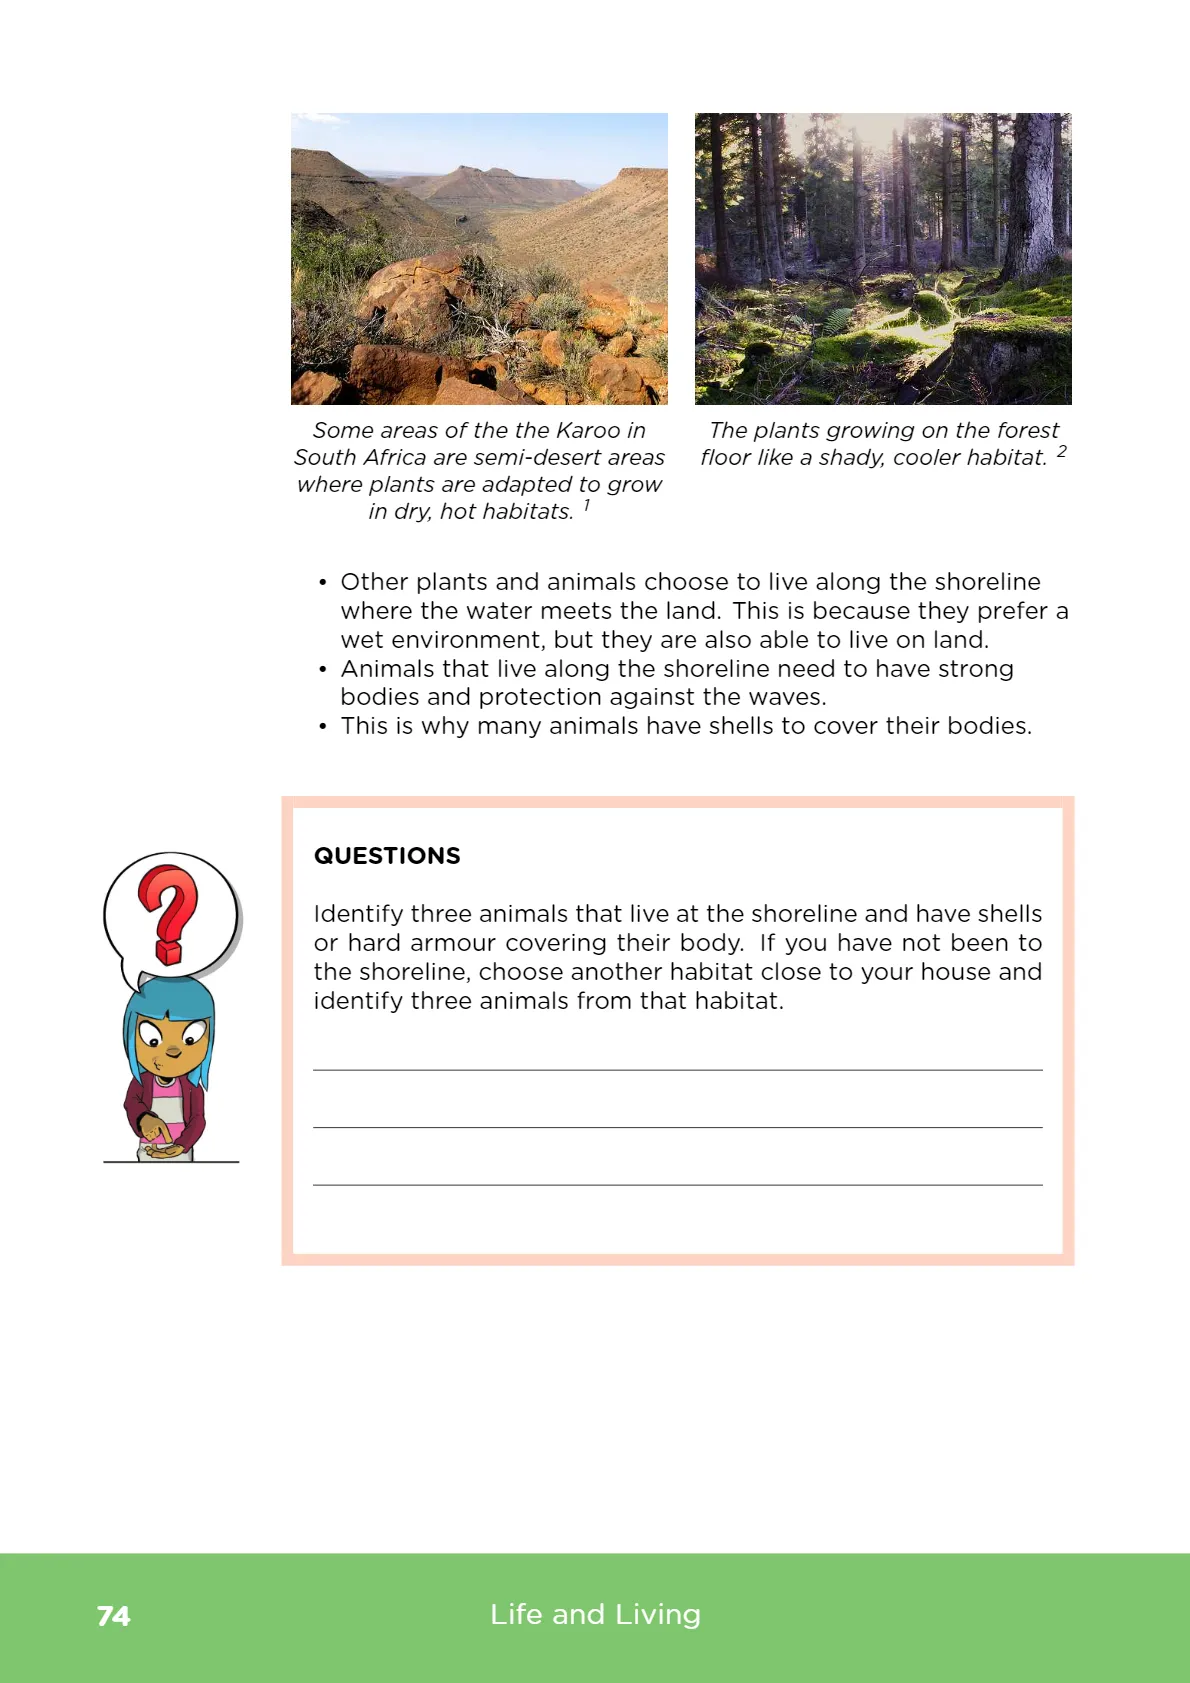 Some areas of the the Karoo in
South Africa are semi-desert areas
where plants are adapted to grow
in dry, hot habitats. 1
The plants growing on the forest
floor like a shady, cooler habitat. 2
• Other plants and animals choose to live along the shoreline
where the water meets the land. This is because they prefer a
wet environment, but they are also able to live on land.
• Animals that live along the shoreline need to have strong
bodies and protection against the waves.
• This is why many animals have shells to cover their bodies.
?
QUESTIONS
Identify three animals that live at the shoreline and have shells
or hard armour covering their body. If you have not been to
the shoreline, choose another habitat close to your house and
identify three animals from that habitat.
74
Life and Living